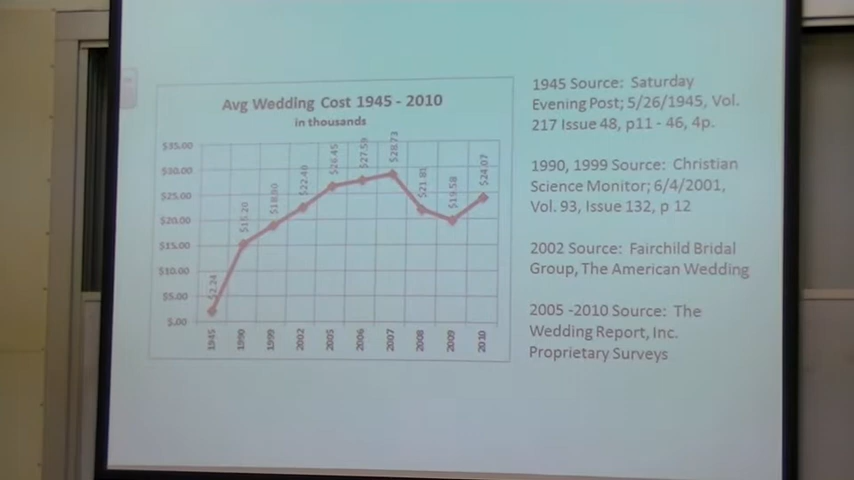 Avg Wedding Cost 1945 - 2010
in thousands
$35.00
$30.00
$25.00
$20.00
$15.00
$10.00
$5.00
$.00
$2.24
$15.20
$18.90
$22.40
$26.45
$27.59
$28.73
$21.81
$19.58
$24.07
1945
1990
1999
2002
2005
2006
2007
2008
2009
2010
1945 Source: Saturday
Evening Post; 5/26/1945, Vol.
217 Issue 48, p11 - 46, 4p.
1990, 1999 Source: Christian
Science Monitor; 6/4/2001,
Vol. 93, Issue 132, p 12
2002 Source: Fairchild Bridal
Group, The American Wedding
2005 -2010 Source: The
Wedding Report, Inc.
Proprietary Surveys